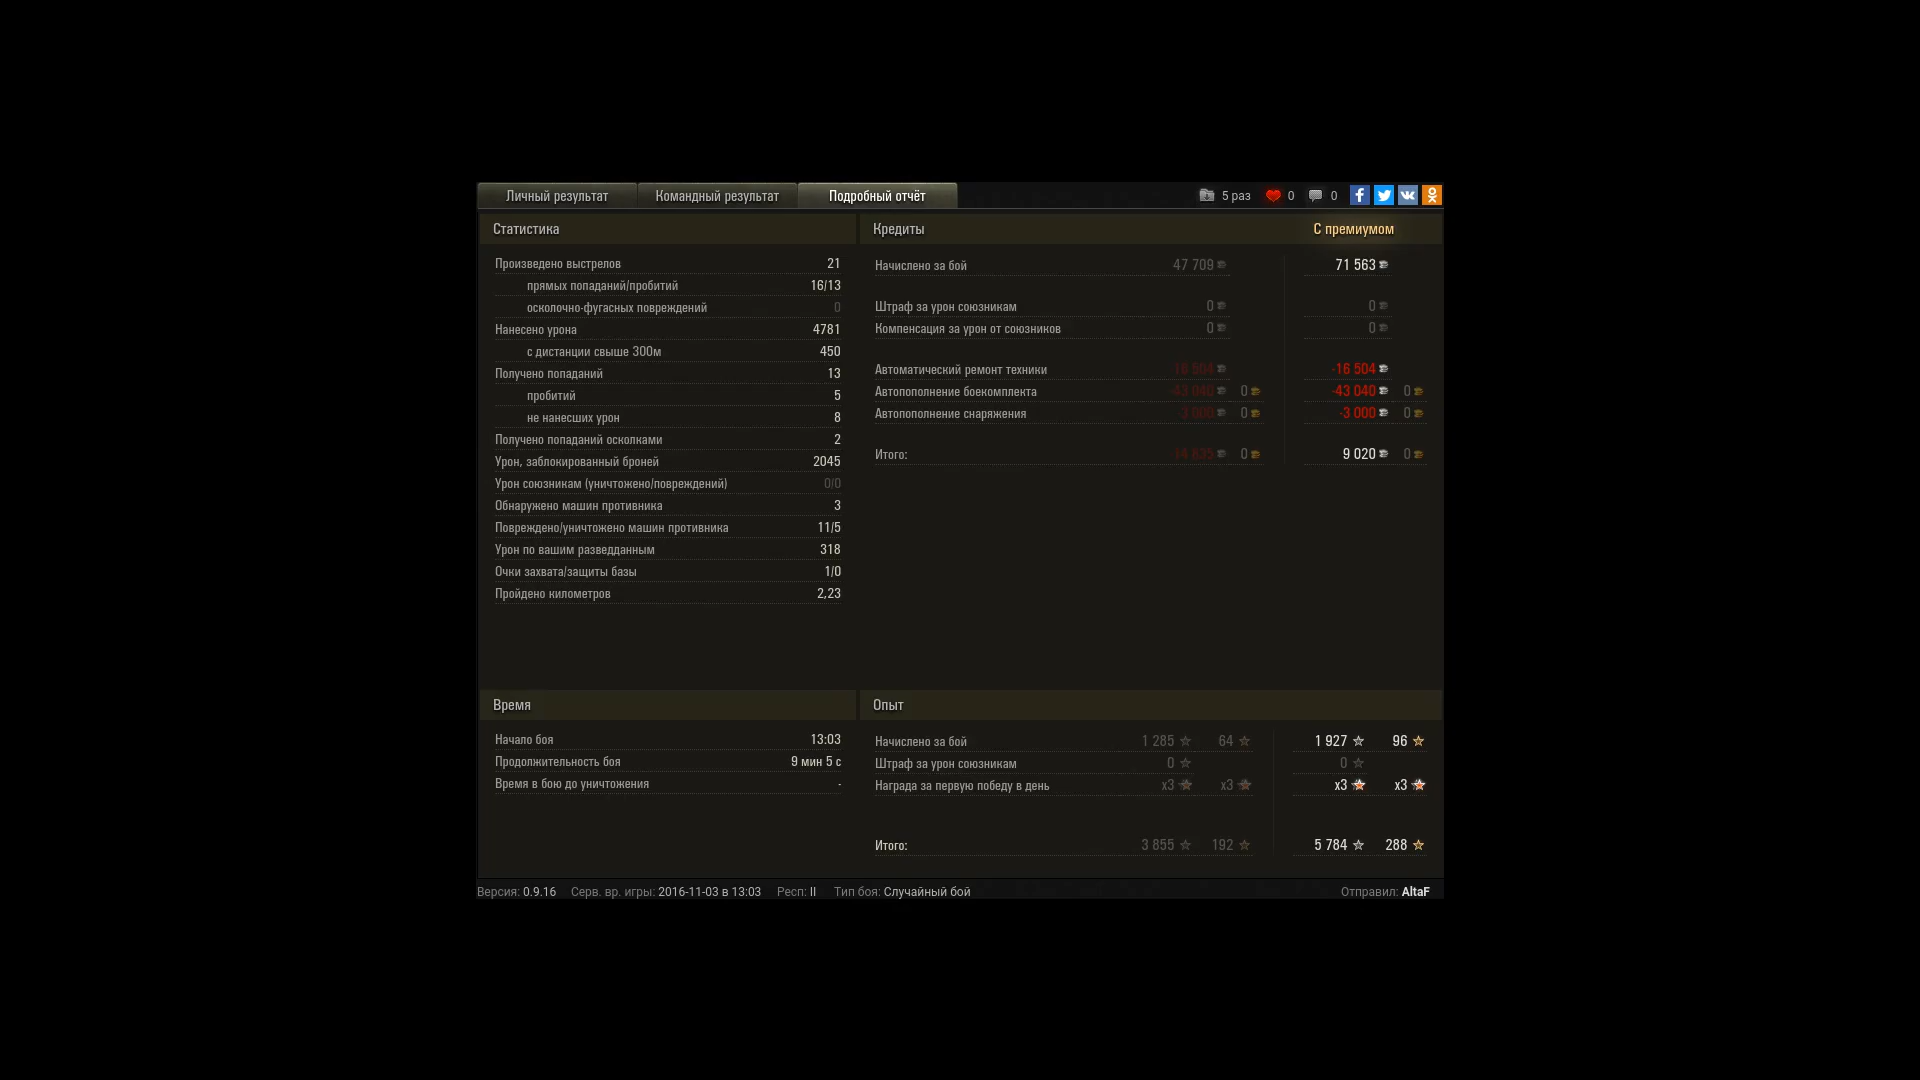 Личный результат Командный результат Подробный отчёт 5 раз 0 0
Статистика
Произведено выстрелов 21
прямых попаданий/пробитий 16/13
осколочно-фугасных повреждений 0
Нанесено урона 4781
с дистанции свыше 300м 450
Получено попаданий 13
пробитий 5
не нанесших урон 8
Получено попаданий осколками 2
Урон, заблокированный броней 2045
Урон союзникам (уничтожено/повреждений) 0/0
Обнаружено машин противника 3
Повреждено/уничтожено машин противника 11/5
Урон по вашим разведданным 318
Очки захвата/защиты базы 1/0
Пройдено километров 2,23
Кредиты С премиумом
Начислено за бой 47 709 71 563
Штраф за урон союзникам 0 0
Компенсация за урон от союзников 0 0
Автоматический ремонт техники -16 504 -16 504
Автопополнение боекомплекта -43 040 0 -43 040 0
Автопополнение снаряжения -3 000 0 -3 000 0
Итого: -14 835 0 9 020 0
Время
Начало боя 13:03
Продолжительность боя 9 мин 5 с
Время в бою до уничтожения -
Опыт
Начислено за бой 1 285 64 1 927 96
Штраф за урон союзникам 0 0
Награда за первую победу в день x3 x3 x3 x3
Итого: 3 855 192 5 784 288
Версия: 0.9.16 Серв. вр. игры: 2016-11-03 в 13:03 Респ: II Тип боя: Случайный бой Отправил: AltaF